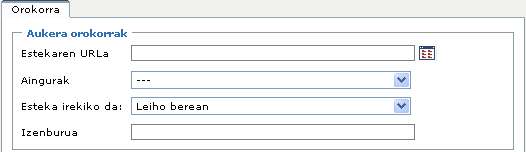 Orokorra
Aukera orokorrak
Estekaren URLa
Aingurak ---
Esteka irekiko da: Leiho berean
Izenburua